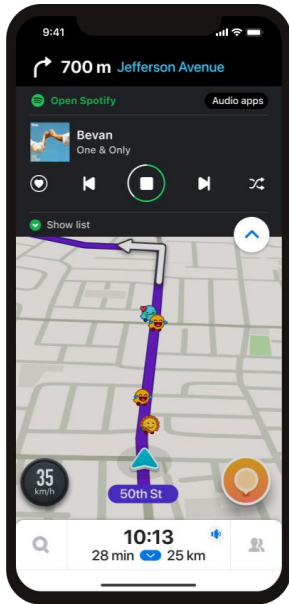 9:41
700 m Jefferson Avenue
Open Spotify
Audio apps
Bevan
One & Only
Show list
35
km/h
50th St
10:13
28 min 25 km